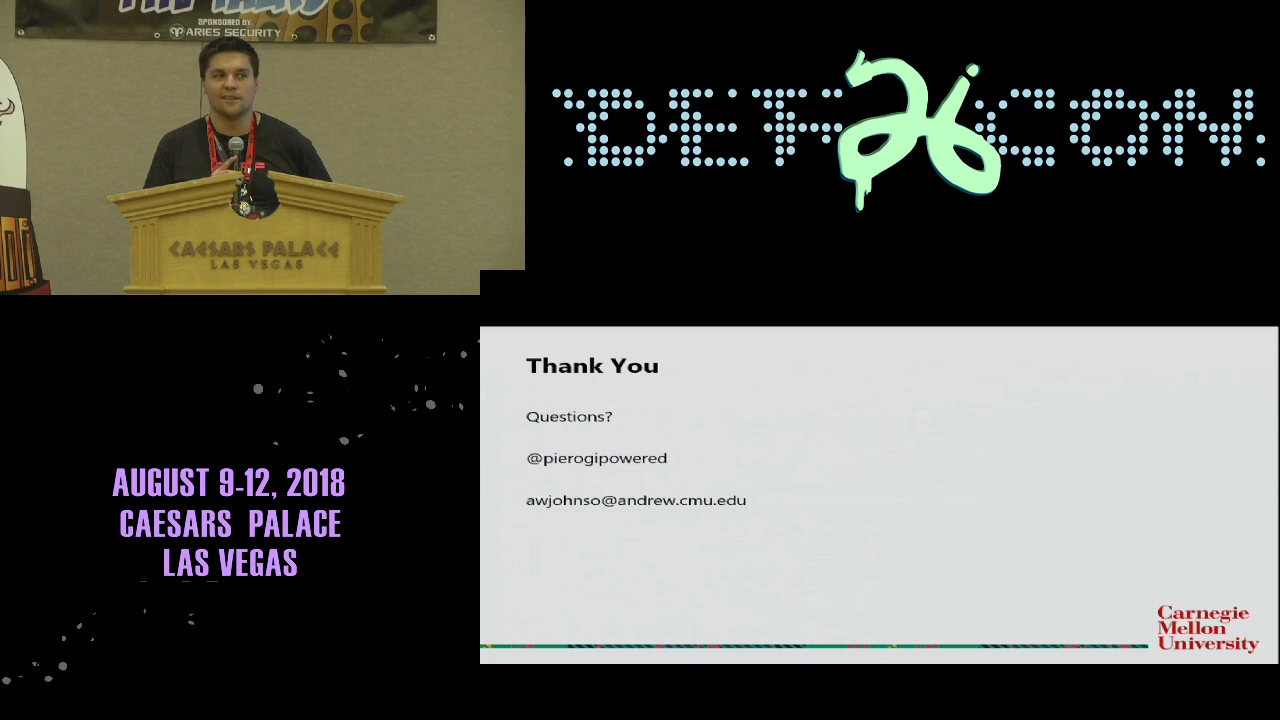 SPONSORED BY:
ARIES SECURITY
CAESARS PALACE
LAS VEGAS
DEF 26 CON
AUGUST 9-12, 2018
CAESARS PALACE
LAS VEGAS
Thank You
Questions?
@pierogipowered
awjohnso@andrew.cmu.edu
Carnegie
Mellon
University